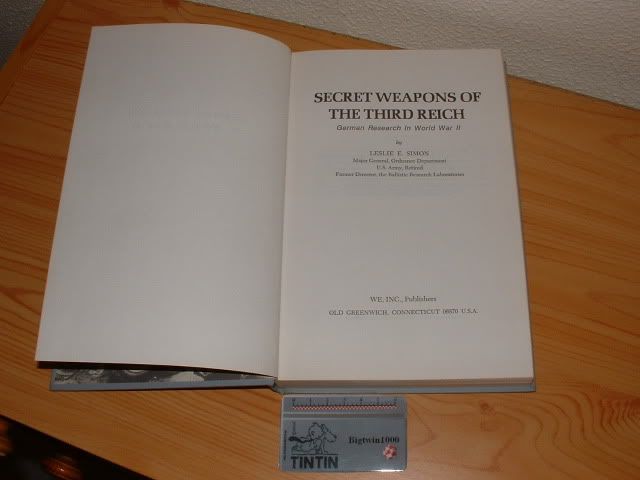 SECRET WEAPONS OF
THE THIRD REICH
German Research In World War II
by
LESLIE E. SIMON
Major General, Ordnance Department
U.S. Army, Retired
Former Director, the Ballistic Research Laboratories
WE, INC., Publishers
OLD GREENWICH, CONNECTICUT 06870 U.S.A.
Bigtwin1000
TINTIN